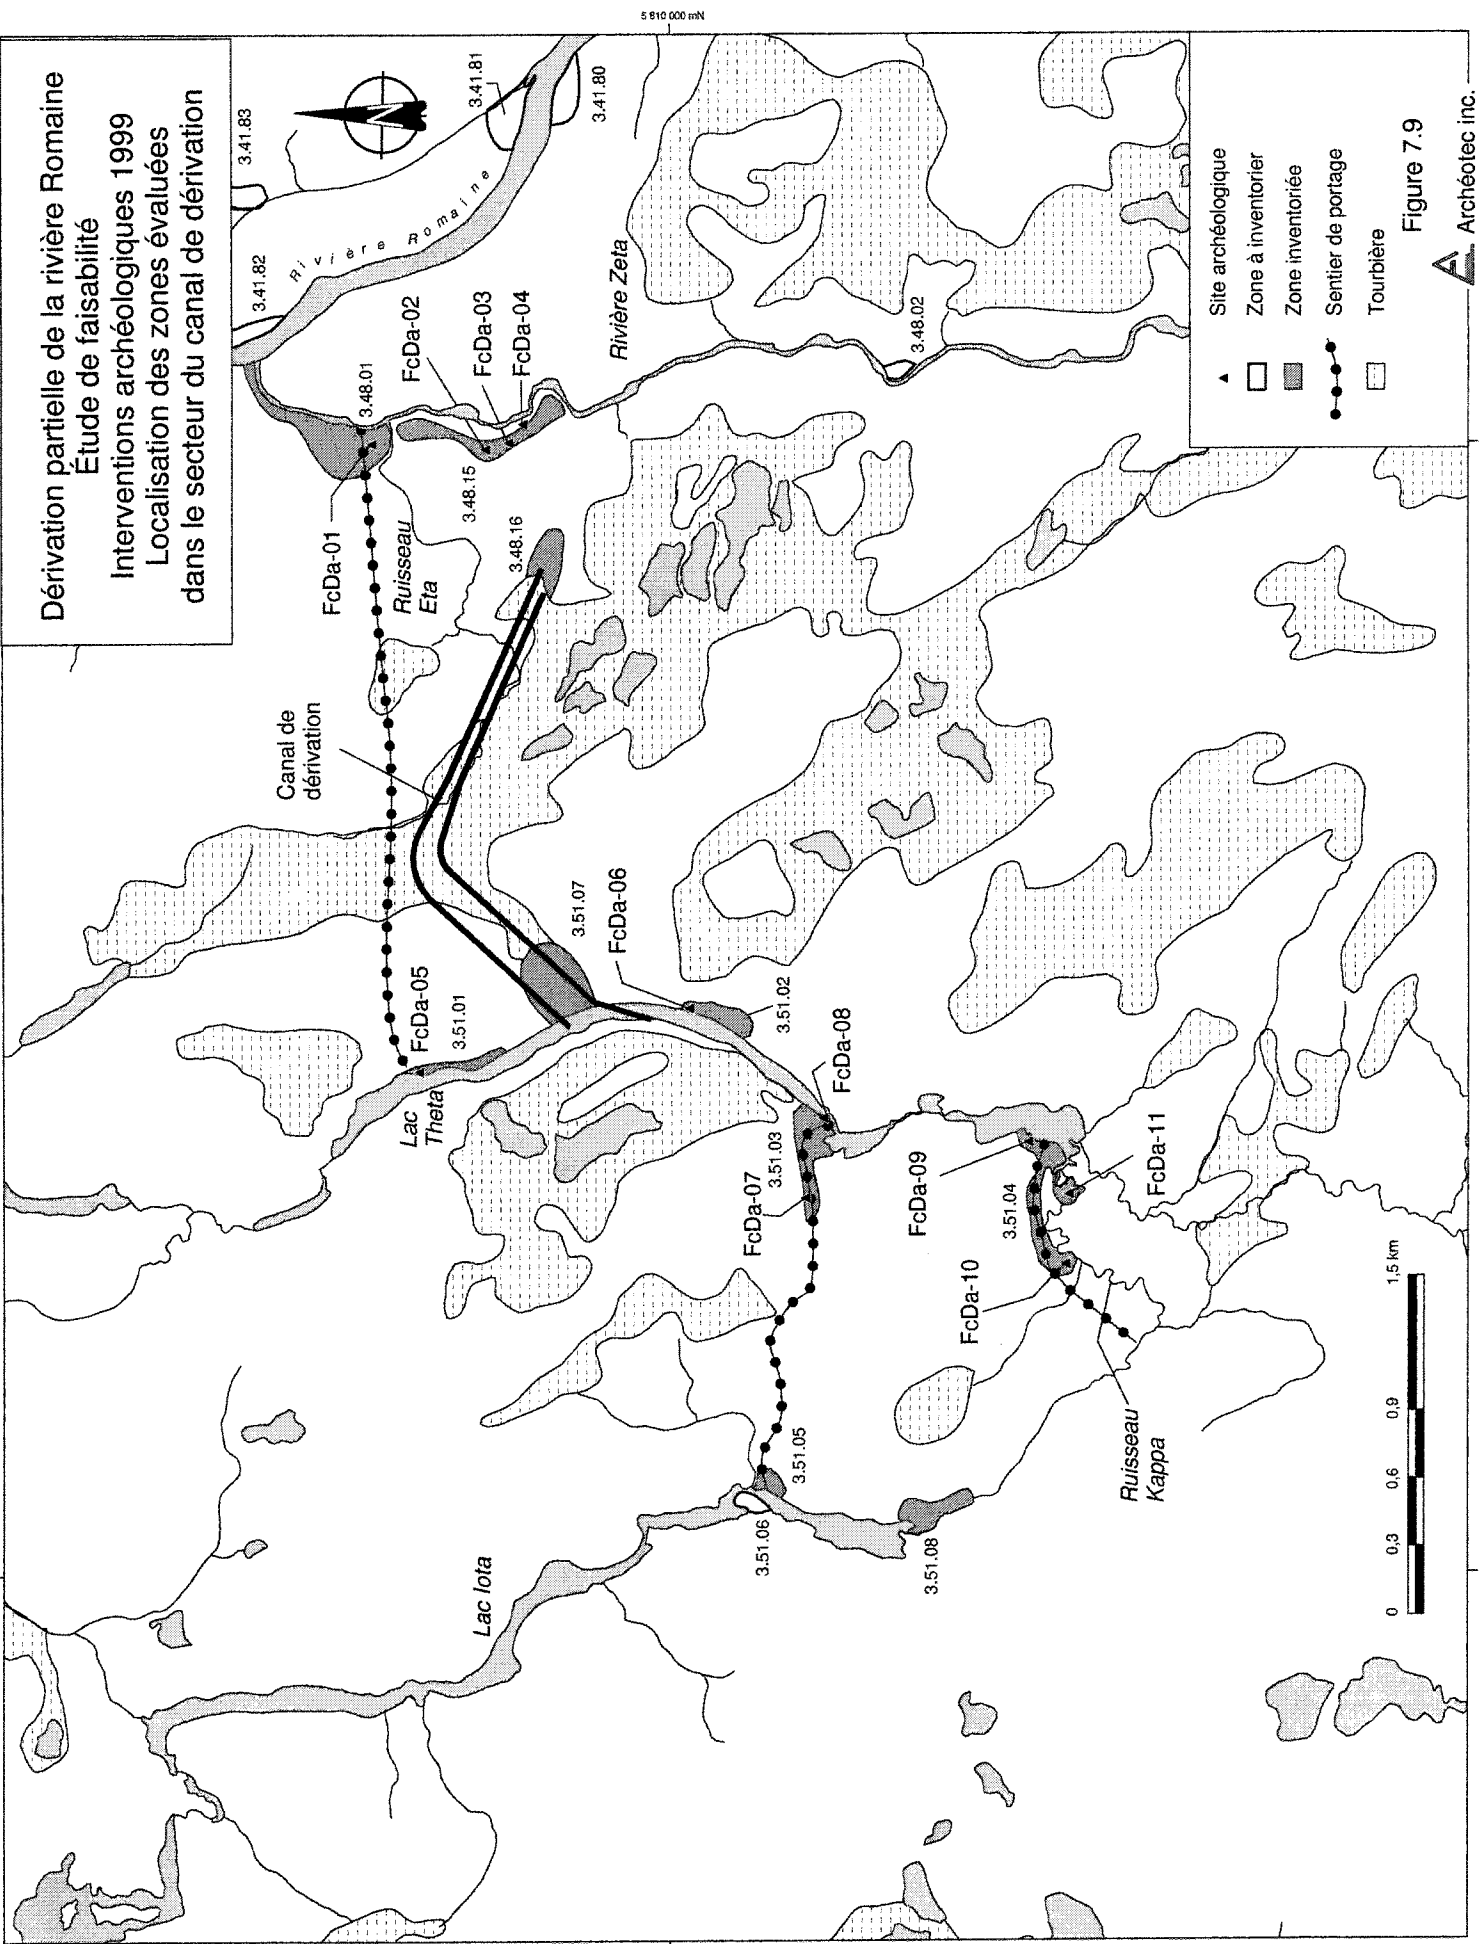 5 810 000 mN
Dérivation partielle de la rivière Romaine
Étude de faisabilité
Interventions archéologiques 1999
Localisation des zones évaluées
dans le secteur du canal de dérivation
3.41.83
3.41.81
3.41.80
3.41.82
Rivière Romaine
3.48.01
FcDa-02
FcDa-03
FcDa-04
Rivière Zeta
3.48.02
FcDa-01
Ruisseau
Eta
3.48.15
3.48.16
Canal de
dérivation
3.51.07
FcDa-06
FcDa-05
3.51.01
3.51.02
Lac
Theta
FcDa-08
3.51.03
FcDa-07
FcDa-09
3.51.04
FcDa-11
FcDa-10
Ruisseau
Kappa
3.51.05
3.51.06
3.51.08
Lac Iota
0
0,3
0,6
0,9
1,5 km
Site archéologique
Zone à inventorier
Zone inventoriée
Sentier de portage
Tourbière
Figure 7.9
Archéotec inc.